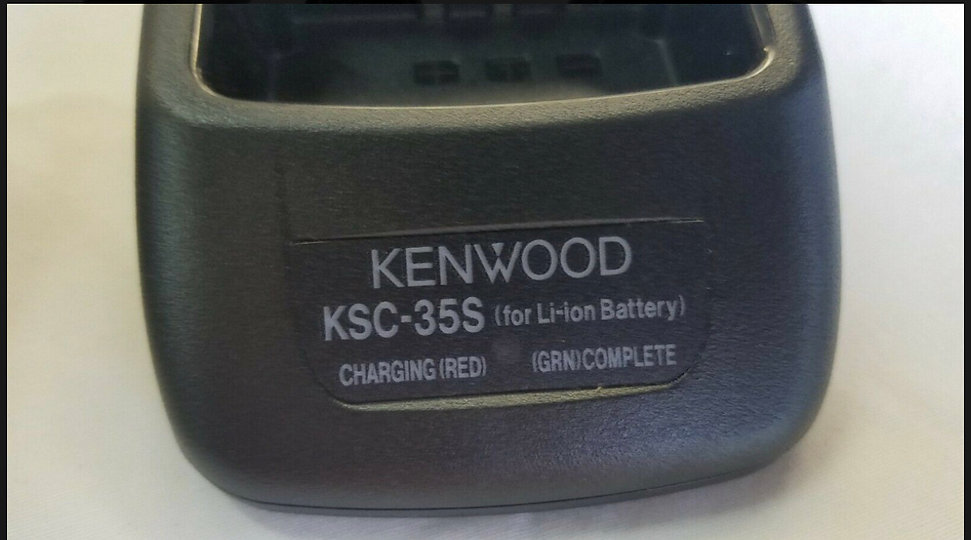 KENWOOD
KSC-35S (for Li-ion Battery)
CHARGING (RED) (GRN)COMPLETE